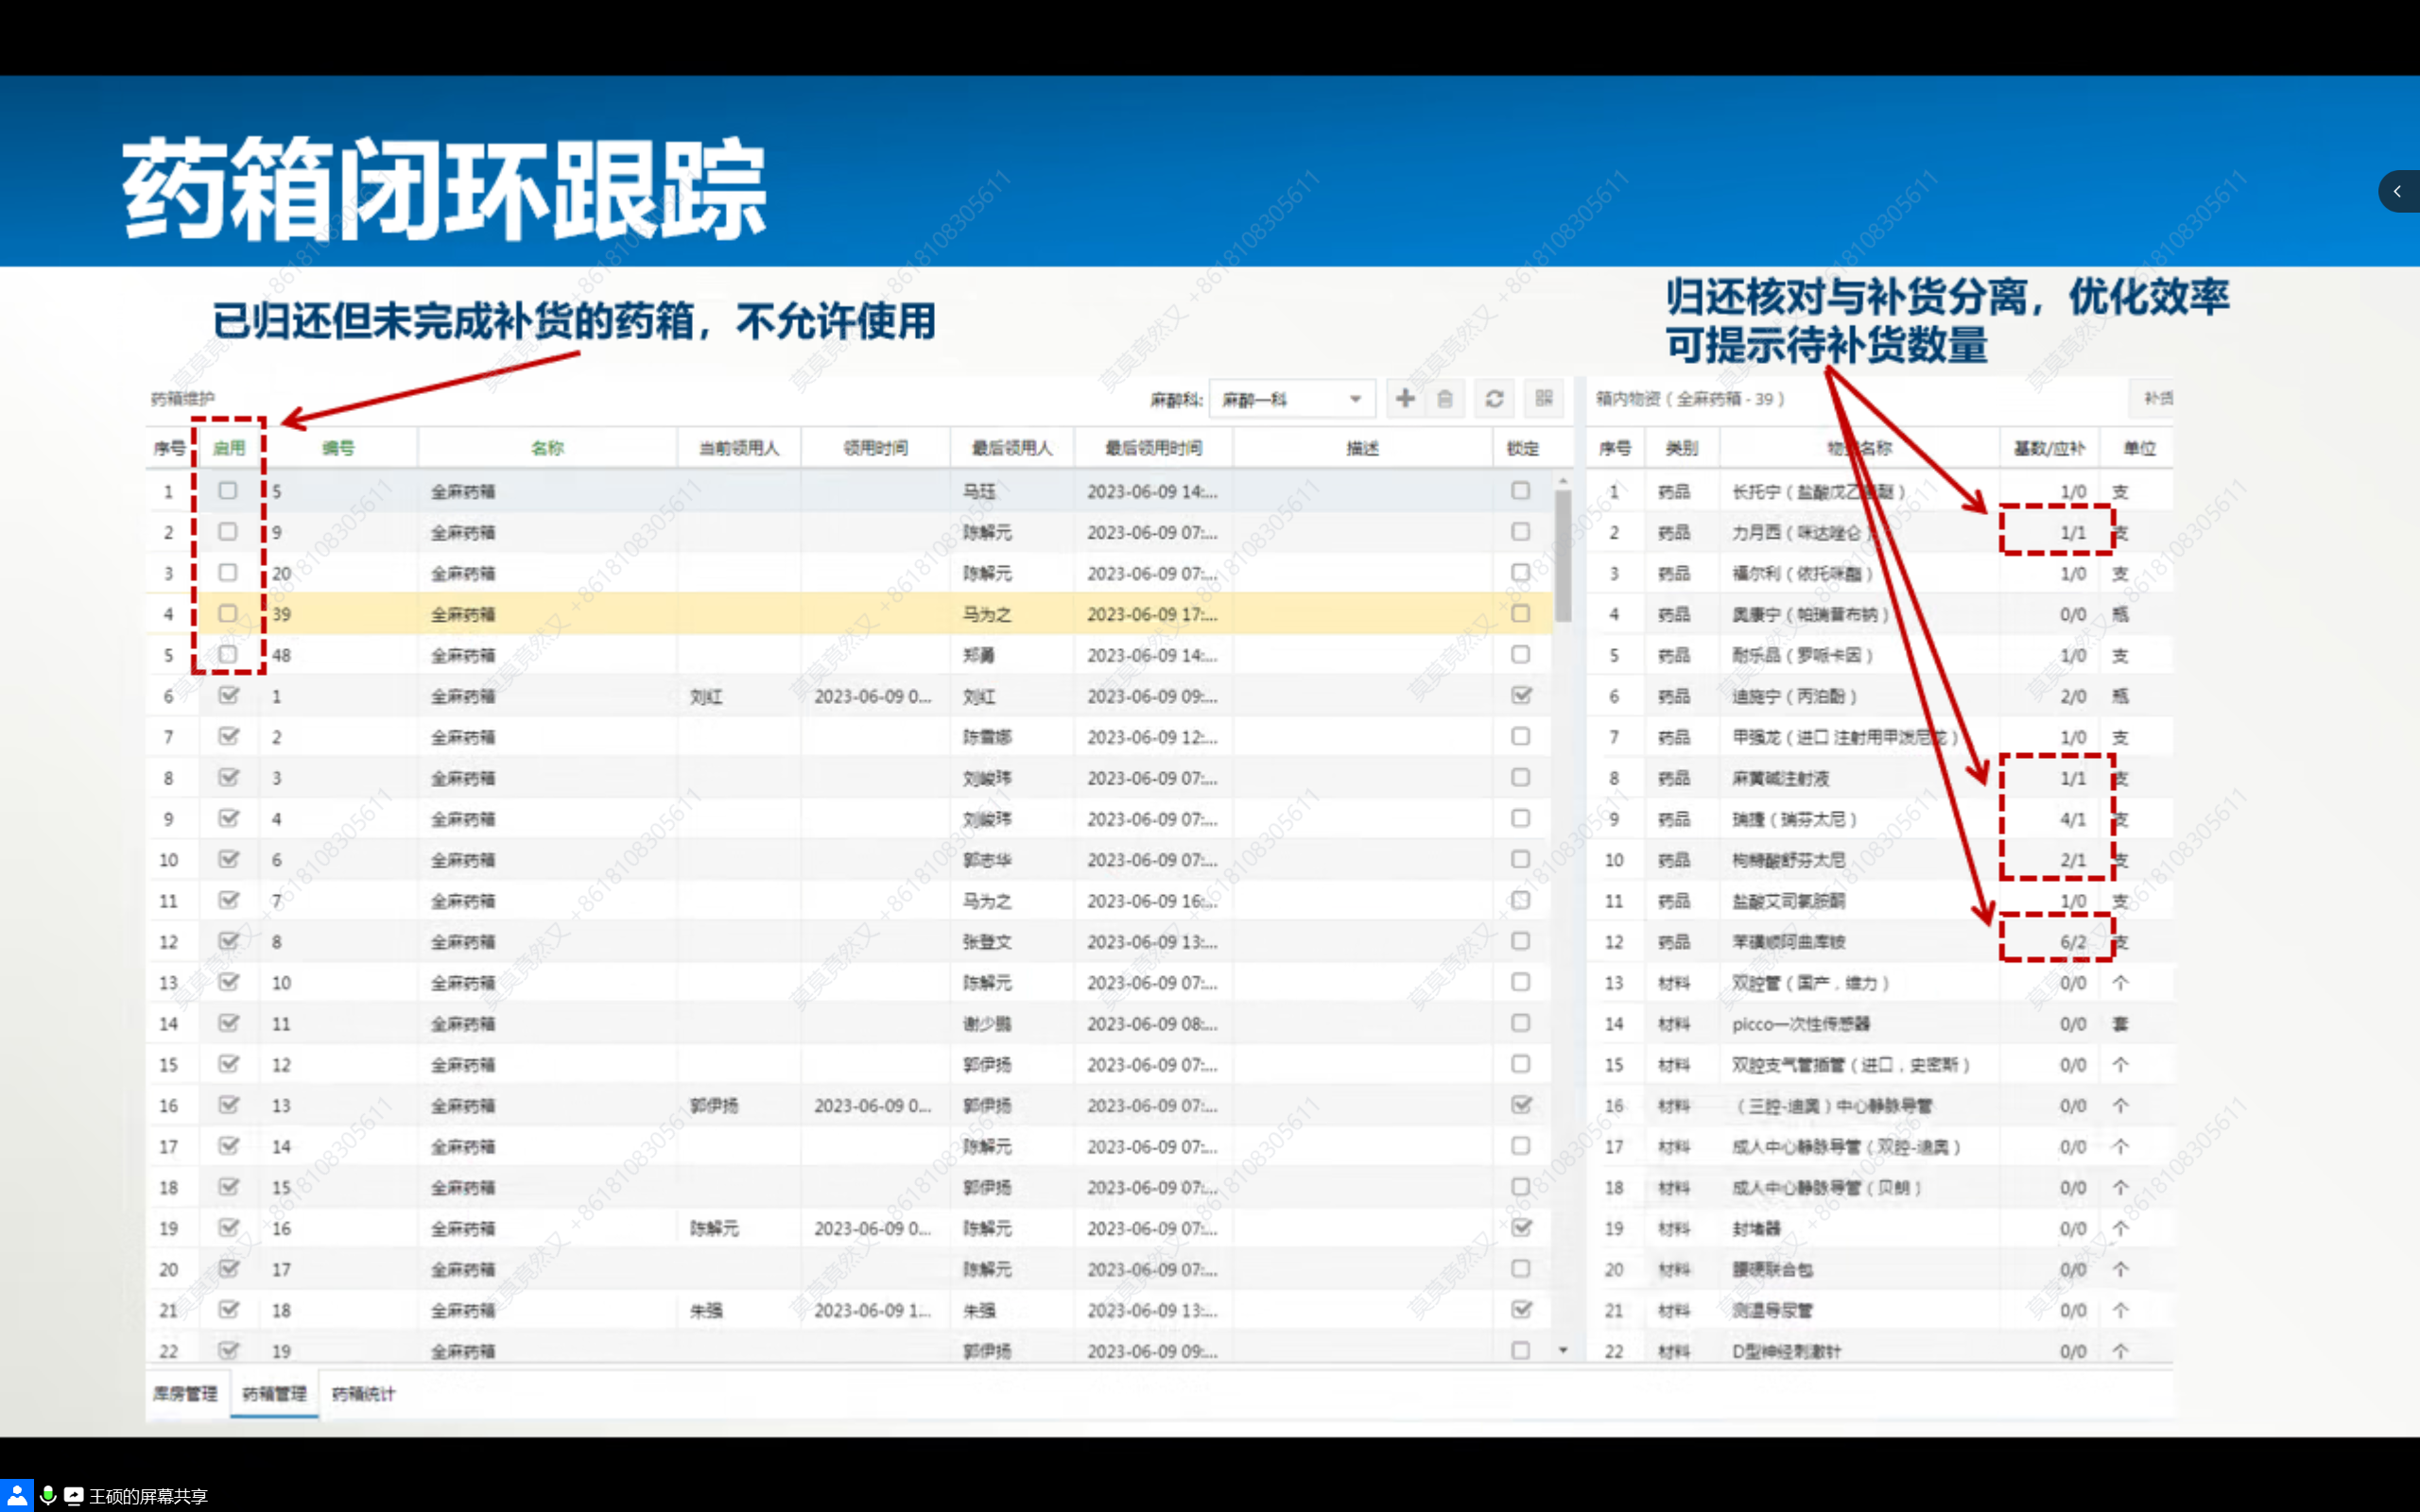 药箱闭环跟踪
已归还但未完成补货的药箱，不允许使用
归还核对与补货分离，优化效率
可提示待补货数量
药箱维护 麻醉科: 麻醉一科
序号 启用 编号 名称 当前领用人 领用时间 最后领用人 最后领用时间 描述 锁定
1 5 全麻药箱 马珏 2023-06-09 14:...
2 9 全麻药箱 陈解元 2023-06-09 07:...
3 20 全麻药箱 陈解元 2023-06-09 07:...
4 39 全麻药箱 马为之 2023-06-09 17:...
5 48 全麻药箱 郑勇 2023-06-09 14:...
6 1 全麻药箱 刘红 2023-06-09 0... 刘红 2023-06-09 09:...
7 2 全麻药箱 陈雪娜 2023-06-09 12:...
8 3 全麻药箱 刘峻玮 2023-06-09 07:...
9 4 全麻药箱 刘峻玮 2023-06-09 07:...
10 6 全麻药箱 郭志华 2023-06-09 07:...
11 7 全麻药箱 马为之 2023-06-09 16:...
12 8 全麻药箱 张登文 2023-06-09 13:...
13 10 全麻药箱 陈解元 2023-06-09 07:...
14 11 全麻药箱 谢少鹏 2023-06-09 08:...
15 12 全麻药箱 郭伊扬 2023-06-09 07:...
16 13 全麻药箱 郭伊扬 2023-06-09 0... 郭伊扬 2023-06-09 07:...
17 14 全麻药箱 陈解元 2023-06-09 07:...
18 15 全麻药箱 郭伊扬 2023-06-09 07:...
19 16 全麻药箱 陈解元 2023-06-09 0... 陈解元 2023-06-09 07:...
20 17 全麻药箱 陈解元 2023-06-09 07:...
21 18 全麻药箱 朱强 2023-06-09 1... 朱强 2023-06-09 13:...
22 19 全麻药箱 郭伊扬 2023-06-09 09:...
箱内物资（全麻药箱 - 39） 补货
序号 类别 物资名称 基数/应补 单位
1 药品 长托宁（盐酸戊乙奎醚） 1/0 支
2 药品 力月西（咪达唑仑） 1/1 支
3 药品 福尔利（依托咪酯） 1/0 支
4 药品 奥康宁（帕瑞昔布钠） 0/0 瓶
5 药品 耐乐品（罗哌卡因） 1/0 支
6 药品 迪施宁（丙泊酚） 2/0 瓶
7 药品 甲强龙（进口 注射用甲泼尼龙） 1/0 支
8 药品 麻黄碱注射液 1/1 支
9 药品 瑞捷（瑞芬太尼） 4/1 支
10 药品 枸橼酸舒芬太尼 2/1 支
11 药品 盐酸艾司氯胺酮 1/0 支
12 药品 苯磺顺阿曲库铵 6/2 支
13 材料 双腔管（国产，维力） 0/0 个
14 材料 picco一次性传感器 0/0 套
15 材料 双腔支气管插管（进口，史密斯） 0/0 个
16 材料 （三腔-迪奥）中心静脉导管 0/0 个
17 材料 成人中心静脉导管（双腔-迪奥） 0/0 个
18 材料 成人中心静脉导管（贝朗） 0/0 个
19 材料 封堵器 0/0 个
20 材料 腰硬联合包 0/0 个
21 材料 测温导尿管 0/0 个
22 材料 D型神经刺激针 0/0 个
库房管理 药箱管理 药箱统计
莫莫竟然又 +8618108305611
王硕的屏幕共享